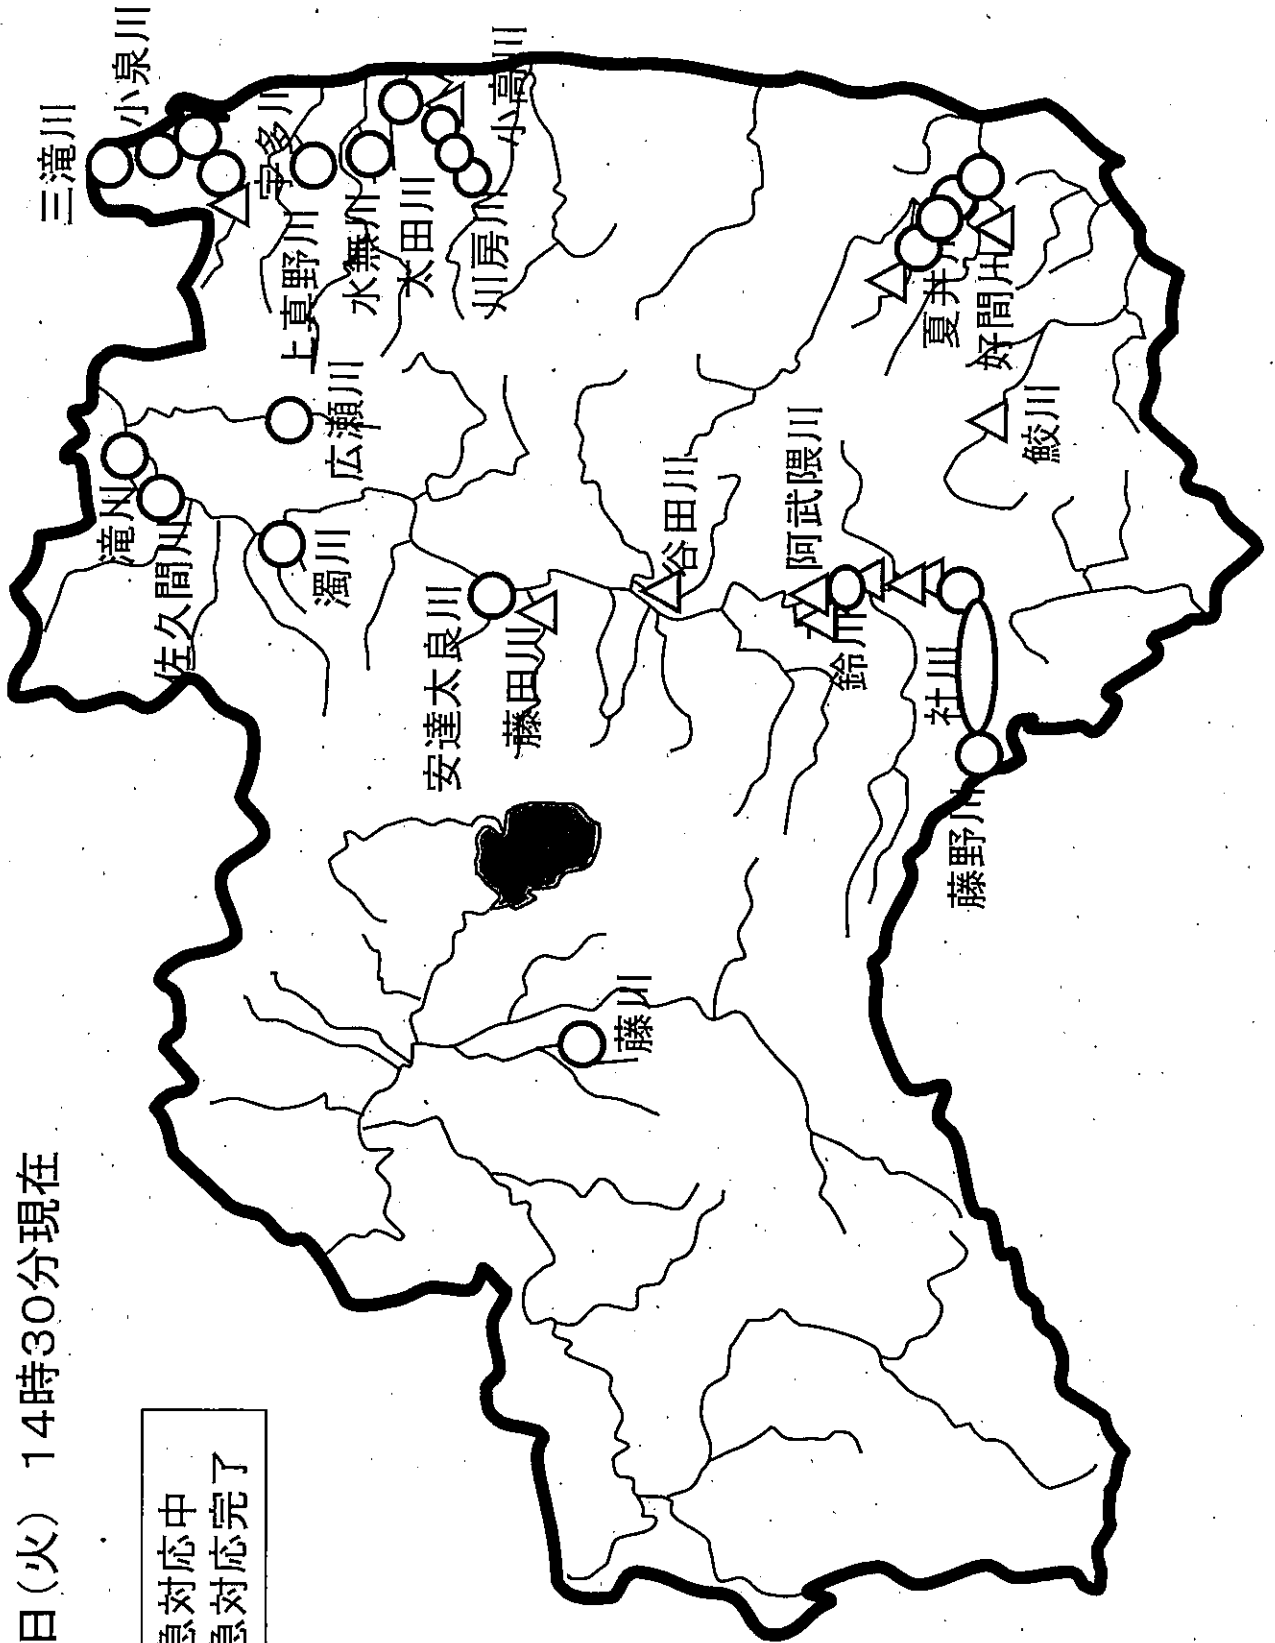 日（火） 14時30分現在
急対応中
急対応完了
三滝川
小泉川
宇多川
上真野川
水無川
太田川
小高川
川房川
滝川
佐久間川
広瀬川
濁川
安達太良川
藤田川
谷田川
阿武隈川
鈴川
社川
藤野川
藤川
夏井川
好間川
鮫川